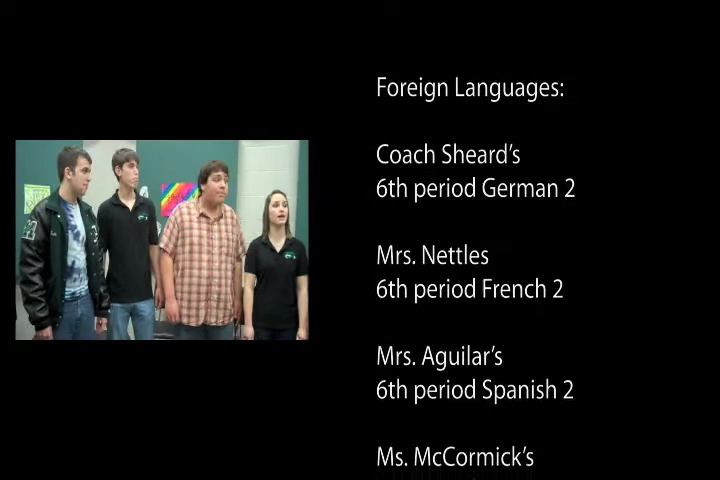 Foreign Languages:
Coach Sheard's
6th period German 2
Mrs. Nettles
6th period French 2
Mrs. Aguilar's
6th period Spanish 2
Ms. McCormick's